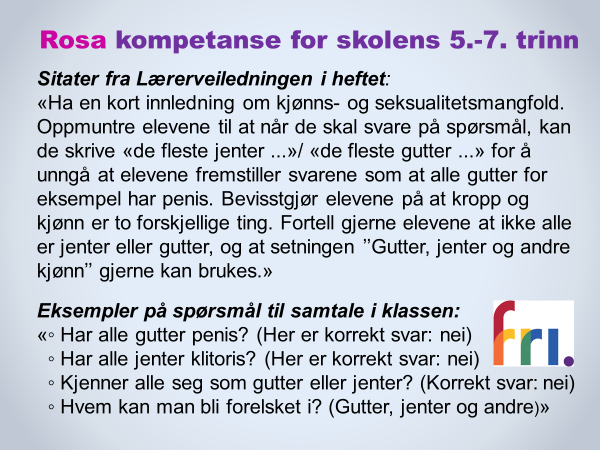 Rosa kompetanse for skolens 5.-7. trinn
Sitater fra Lærerveiledningen i heftet:
«Ha en kort innledning om kjønns- og seksualitetsmangfold.
Oppmuntre elevene til at når de skal svare på spørsmål, kan
de skrive «de fleste jenter ...»/ «de fleste gutter ...» for å
unngå at elevene fremstiller svarene som at alle gutter for
eksempel har penis. Bevisstgjør elevene på at kropp og
kjønn er to forskjellige ting. Fortell gjerne elevene at ikke alle
er jenter eller gutter, og at setningen ’’Gutter, jenter og andre
kjønn’’ gjerne kan brukes.»
Eksempler på spørsmål til samtale i klassen:
«◦ Har alle gutter penis? (Her er korrekt svar: nei)
◦ Har alle jenter klitoris? (Her er korrekt svar: nei)
◦ Kjenner alle seg som gutter eller jenter? (Korrekt svar: nei)
◦ Hvem kan man bli forelsket i? (Gutter, jenter og andre)»
fri.